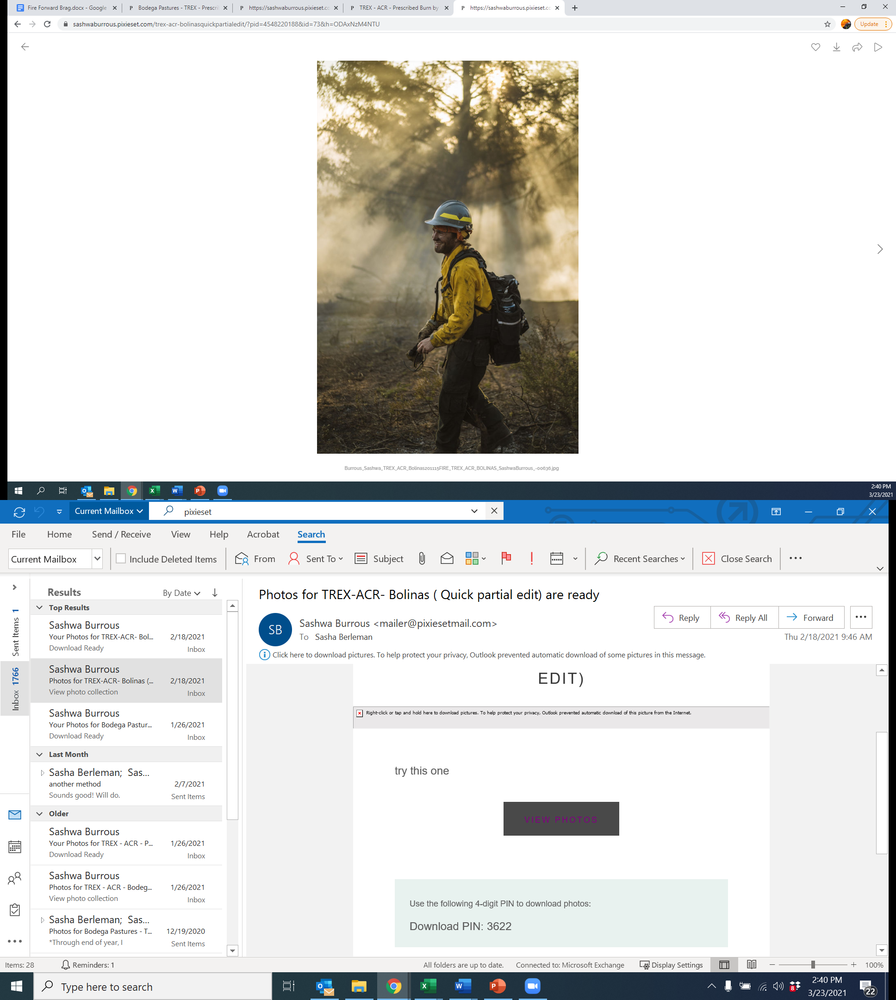 Fire Forward Brag.docx - Google
Bodega Pastures - TREX - Prescri
https://sashwaburrous.pixieset.co
TREX - ACR - Prescribed Burn by
https://sashwaburrous.pixieset.co
sashwaburrous.pixieset.com/trex-acr-bolinasquickpartialedit/?pid=4548220188&id=73&h=ODAxNzM4NTU
Update
Burrous_Sashwa_TREX_ACR_Bolinas201115FIRE_TREX_ACR_BOLINAS_SashwaBurrous_-00636.jpg
2:40 PM
3/23/2021
Current Mailbox
pixieset
File Home Send / Receive View Help Acrobat Search
Current Mailbox Include Deleted Items From Sent To Subject Recent Searches Close Search
Results By Date
Top Results
Sashwa Burrous
Your Photos for TREX-ACR- Bol... 2/18/2021
Download Ready Inbox
Sashwa Burrous
Photos for TREX-ACR- Bolinas (... 2/18/2021
View photo collection Inbox
Sashwa Burrous
Your Photos for Bodega Pastur... 1/26/2021
Download Ready Inbox
Last Month
Sasha Berleman; Sas...
another method 2/7/2021
Sounds good! Will do. Sent Items
Older
Sashwa Burrous
Your Photos for TREX - ACR - P... 1/26/2021
Download Ready Inbox
Sashwa Burrous
Photos for TREX - ACR - Bodeg... 1/26/2021
View photo collection Inbox
Sasha Berleman; Sas...
Photos for Bodega Pastures - T... 12/19/2020
*Through end of year, I Sent Items
Sent Items 1
Inbox 1766
Photos for TREX-ACR- Bolinas ( Quick partial edit) are ready
SB
Sashwa Burrous <mailer@pixiesetmail.com>
To Sasha Berleman
Reply Reply All Forward
Thu 2/18/2021 9:46 AM
Click here to download pictures. To help protect your privacy, Outlook prevented automatic download of some pictures in this message.
EDIT)
Right-click or tap and hold here to download pictures. To help protect your privacy, Outlook prevented automatic download of this picture from the Internet.
try this one
VIEW PHOTOS
Use the following 4-digit PIN to download photos:
Download PIN: 3622
Items: 28 Reminders: 1 All folders are up to date. Connected to: Microsoft Exchange Display Settings 100%
Type here to search
8
2:40 PM
3/23/2021
22